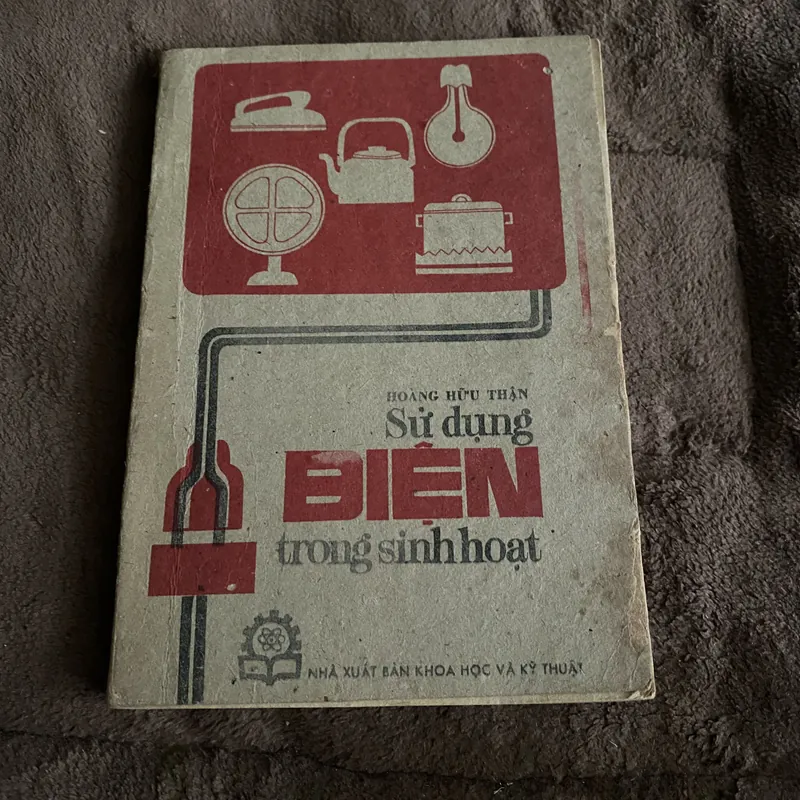 HOÀNG HỮU THẬN
Sử dụng
ĐIỆN
trong sinh hoạt
NHÀ XUẤT BẢN KHOA HỌC VÀ KỸ THUẬT